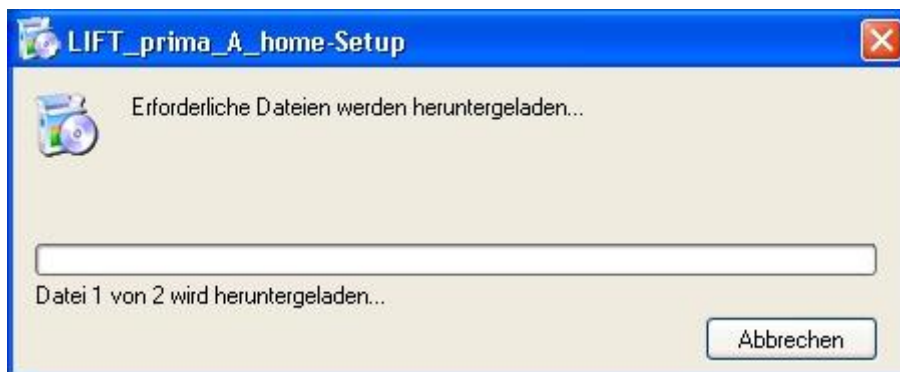 LIFT_prima_A_home-Setup
Erforderliche Dateien werden heruntergeladen...
Datei 1 von 2 wird heruntergeladen...
Abbrechen